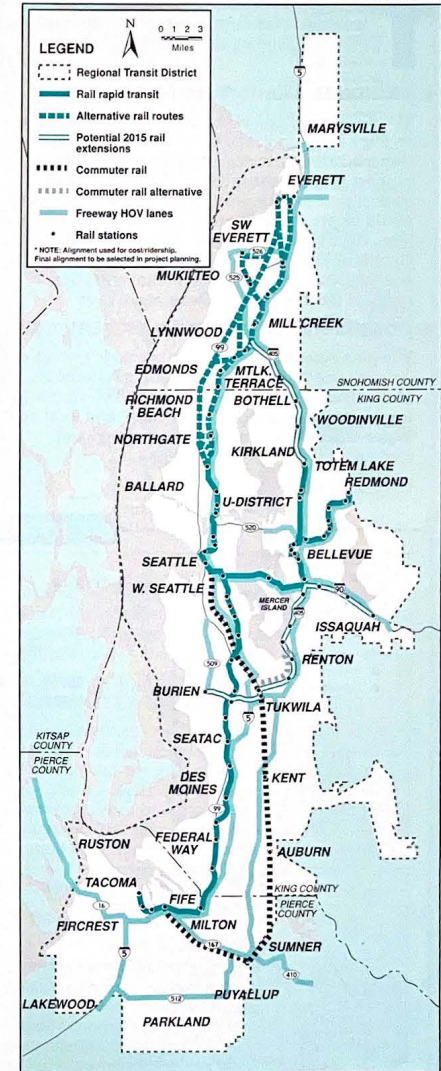 LEGEND
N
0 1 2 3
Miles
Regional Transit District
Rail rapid transit
Alternative rail routes
Potential 2015 rail
extensions
Commuter rail
Commuter rail alternative
Freeway HOV lanes
Rail stations
* NOTE: Alignment used for cost/ridership.
Final alignment to be selected in project planning.
5
MARYSVILLE
EVERETT
SW
EVERETT
526
MUKILTEO
525
MILL CREEK
LYNNWOOD
99
405
EDMONDS
MTLK.
TERRACE
SNOHOMISH COUNTY
KING COUNTY
RICHMOND
BEACH
BOTHELL
WOODINVILLE
NORTHGATE
KIRKLAND
TOTEM LAKE
REDMOND
BALLARD
U-DISTRICT
520
SEATTLE
BELLEVUE
W. SEATTLE
90
MERCER
ISLAND
405
ISSAQUAH
509
RENTON
BURIEN
5
TUKWILA
SEATAC
KITSAP
COUNTY
PIERCE
COUNTY
KENT
DES
MOINES
99
RUSTON
FEDERAL
WAY
AUBURN
TACOMA
KING COUNTY
PIERCE
COUNTY
16
FIFE
FIRCREST
MILTON
167
SUMNER
5
410
LAKEWOOD
512
PUYALLUP
PARKLAND